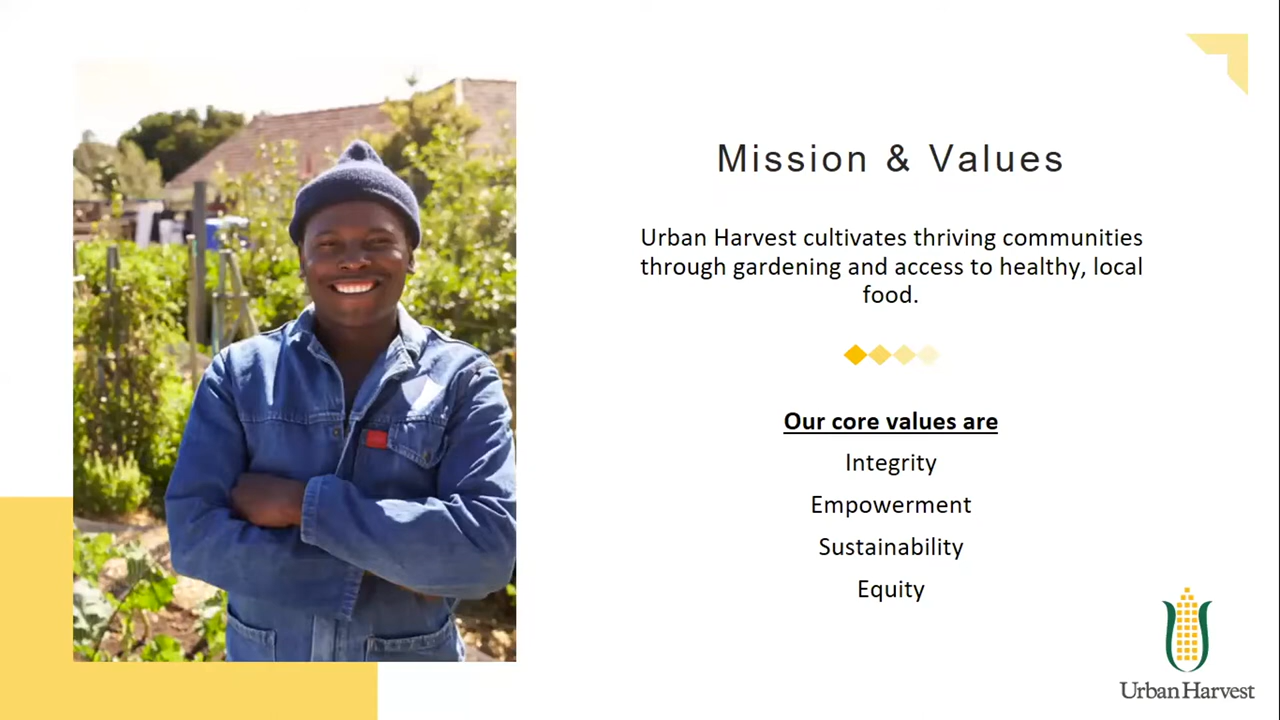 Mission & Values
Urban Harvest cultivates thriving communities
through gardening and access to healthy, local
food.
Our core values are
Integrity
Empowerment
Sustainability
Equity
Urban Harvest